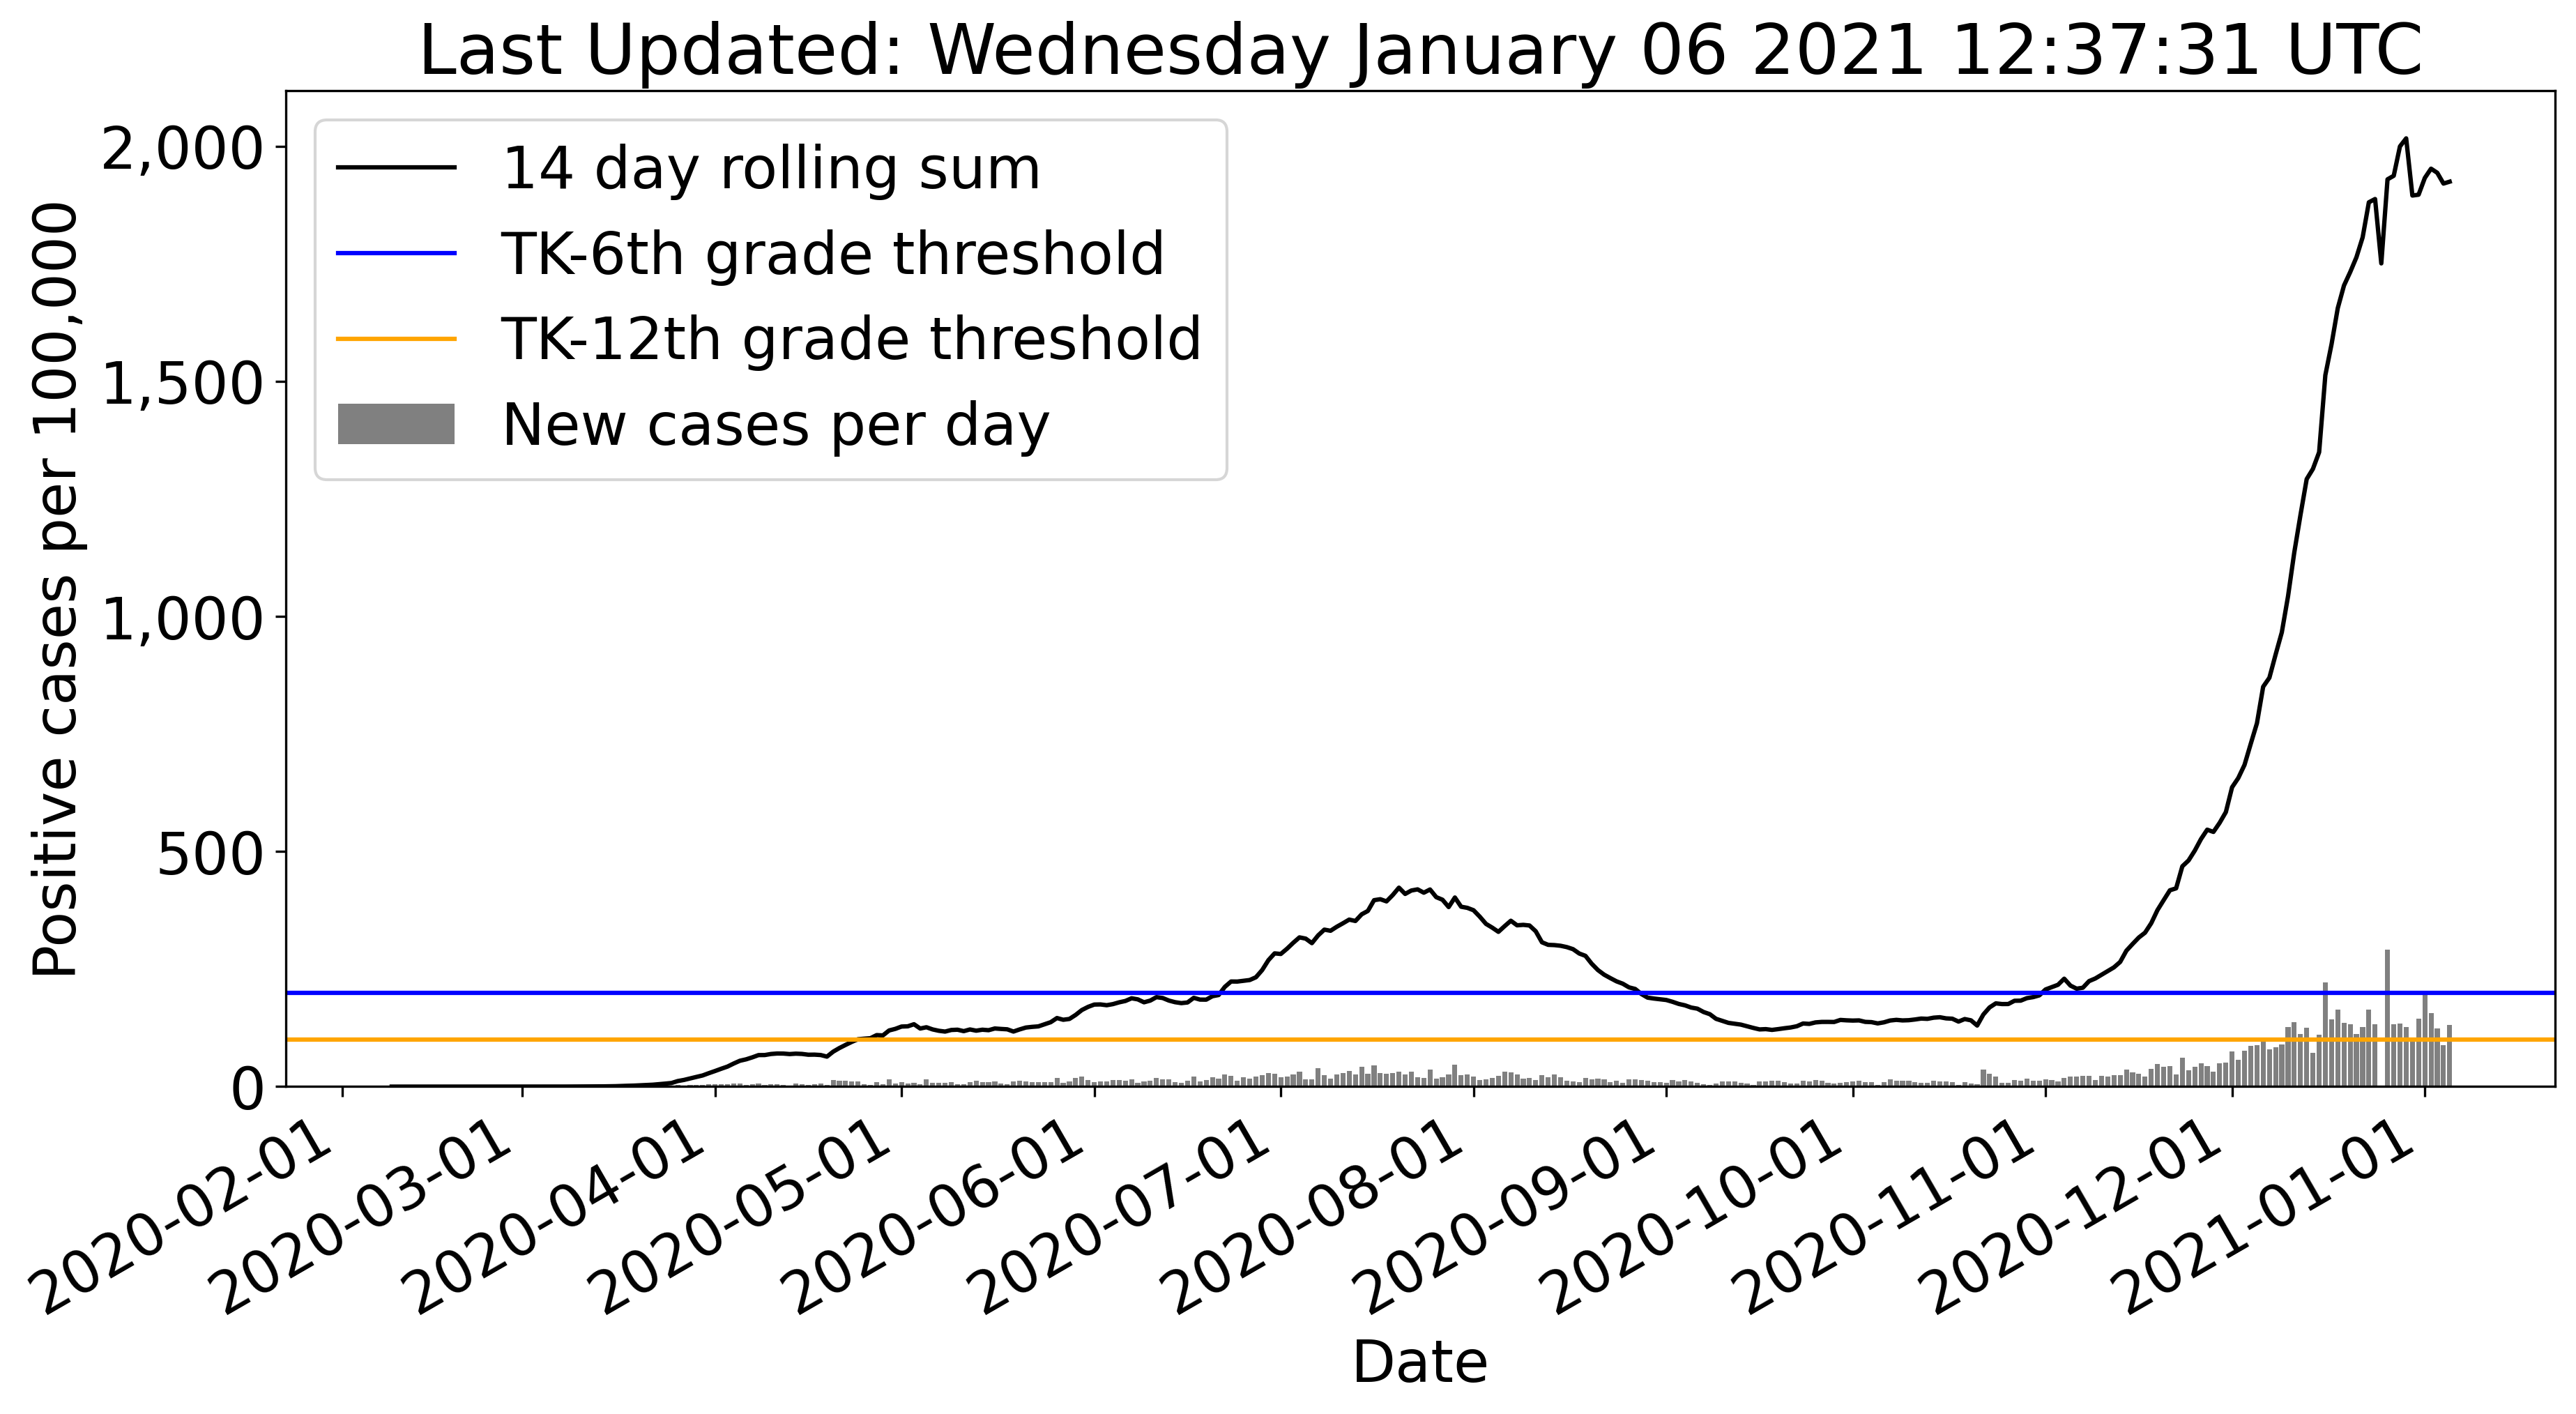 Last Updated: Wednesday January 06 2021 12:37:31 UTC
14 day rolling sum
TK-6th grade threshold
TK-12th grade threshold
New cases per day
Positive cases per 100,000
2,000
1,500
1,000
500
0
2020-02-01
2020-03-01
2020-04-01
2020-05-01
2020-06-01
2020-07-01
2020-08-01
2020-09-01
2020-10-01
2020-11-01
2020-12-01
2021-01-01
Date